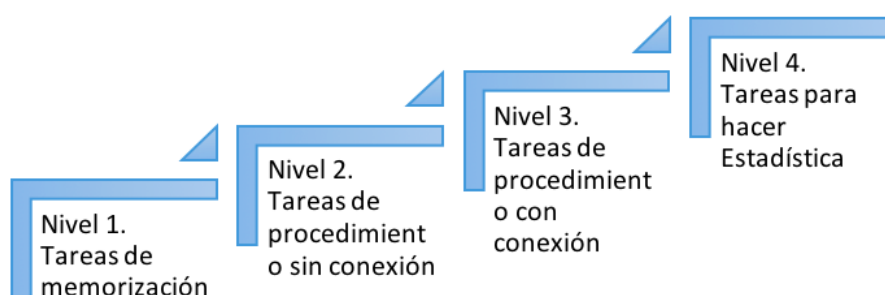 Nivel 1.
Tareas de
memorización
Nivel 2.
Tareas de
procedimient
o sin conexión
Nivel 3.
Tareas de
procedimient
o con
conexión
Nivel 4.
Tareas para
hacer
Estadística